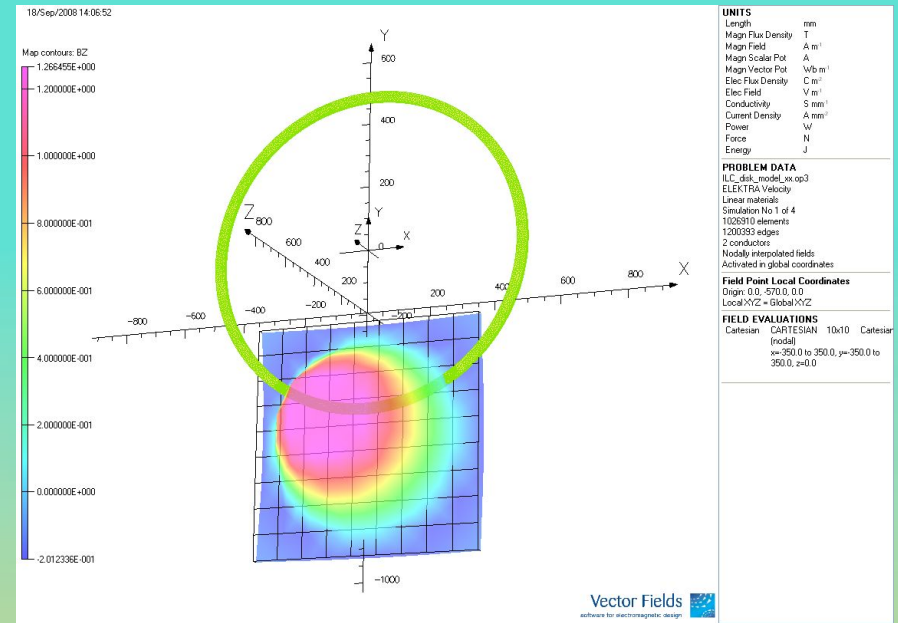 18/Sep/2008 14:06:52
Map contours: BZ
1.266455E+000
1.200000E+000
1.000000E+000
8.000000E-001
6.000000E-001
4.000000E-001
2.000000E-001
0.000000E+000
-2.012336E-001
Y
600
400
200
Y
Z
X
0
Z
800
600
400
200
-200
X
800
600
400
200
-200
-400
-600
-800
-1000
Vector Fields
software for electromagnetic design
UNITS
Length mm
Magn Flux Density T
Magn Field A m⁻¹
Magn Scalar Pot A
Magn Vector Pot Wb m⁻¹
Elec Flux Density C m⁻²
Elec Field V m⁻¹
Conductivity S mm⁻¹
Current Density A mm⁻²
Power W
Force N
Energy J
PROBLEM DATA
ILC_disk_model_xx.op3
ELEKTRA Velocity
Linear materials
Simulation No 1 of 4
1026910 elements
1200393 edges
2 conductors
Nodally interpolated fields
Activated in global coordinates
Field Point Local Coordinates
Origin: 0.0, -570.0, 0.0
Local XYZ = Global XYZ
FIELD EVALUATIONS
Cartesian CARTESIAN 10x10 Cartesian
(nodal)
x=-350.0 to 350.0, y=-350.0 to
350.0, z=0.0